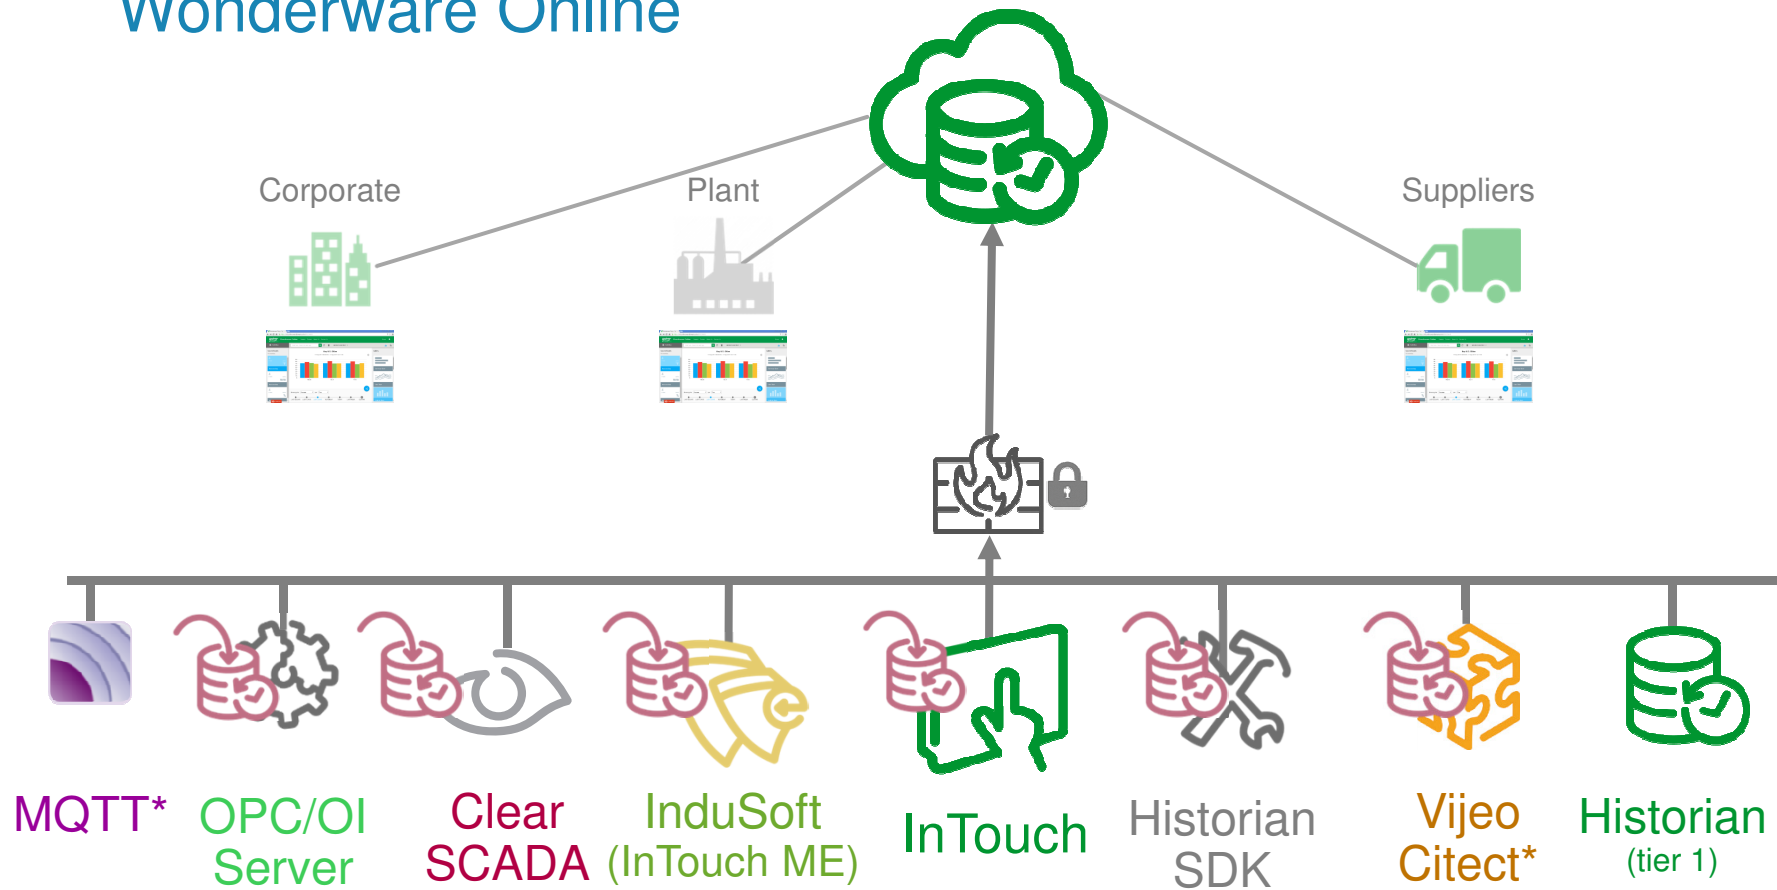 Wonderware Online
Corporate
Plant
Suppliers
MQTT*
OPC/OI
Server
Clear
SCADA
InduSoft
(InTouch ME)
InTouch
Historian
SDK
Vijeo
Citect*
Historian
(tier 1)